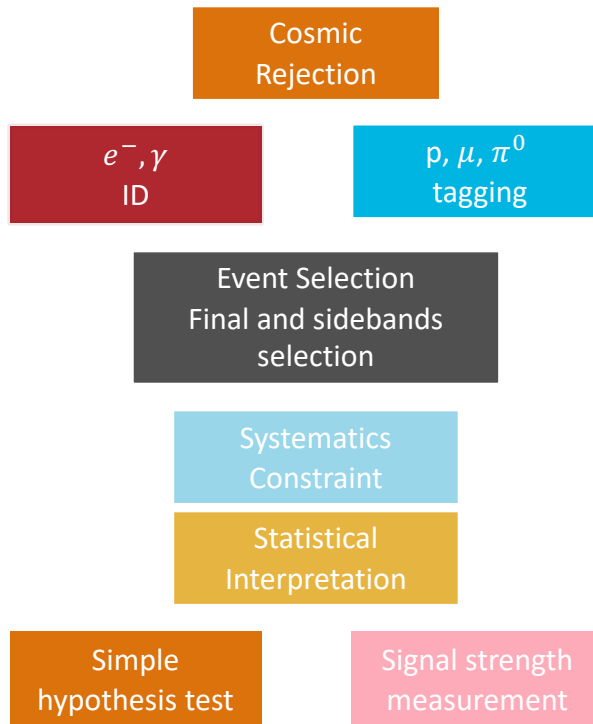 Cosmic
Rejection
e⁻, γ
ID
p, μ, π⁰
tagging
Event Selection
Final and sidebands
selection
Systematics
Constraint
Statistical
Interpretation
Simple
hypothesis test
Signal strength
measurement